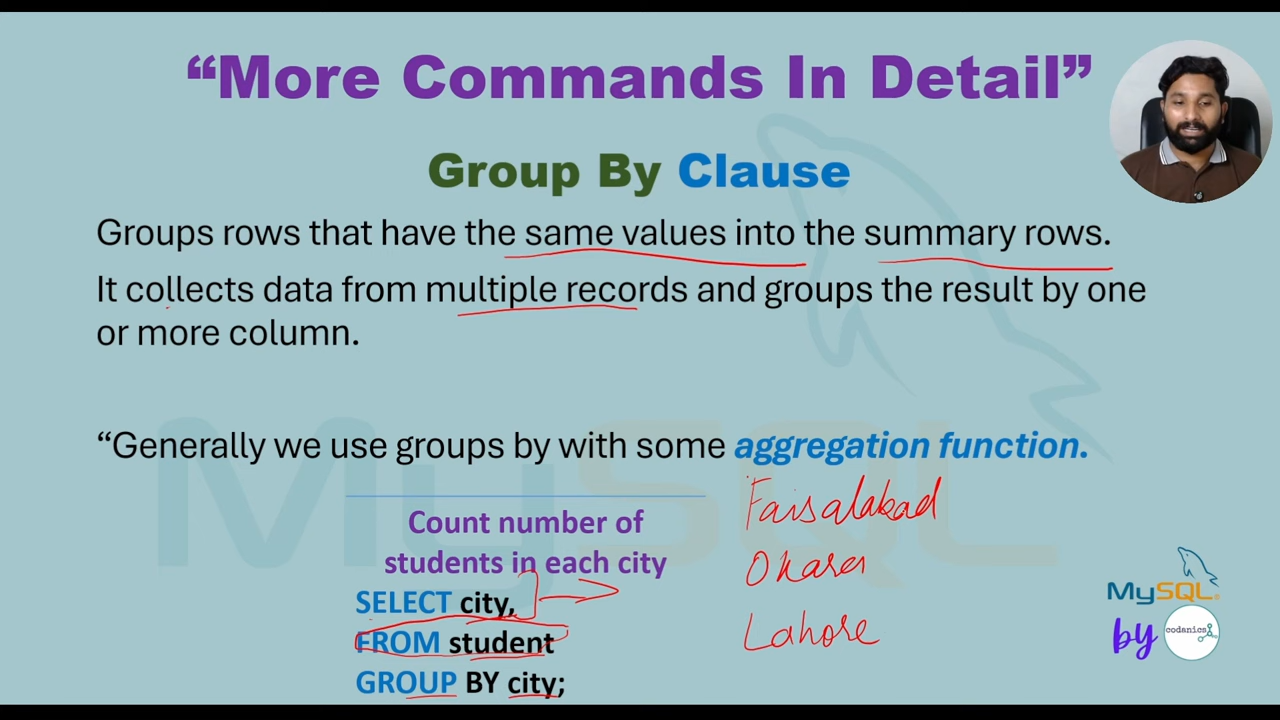 “More Commands In Detail”
Group By Clause
Groups rows that have the same values into the summary rows.
It collects data from multiple records and groups the result by one
or more column.
“Generally we use groups by with some aggregation function.
Count number of
students in each city
SELECT city,
FROM student
GROUP BY city;
Faisalabad
Okara
Lahore
MySQL
MySQL
by
codanics